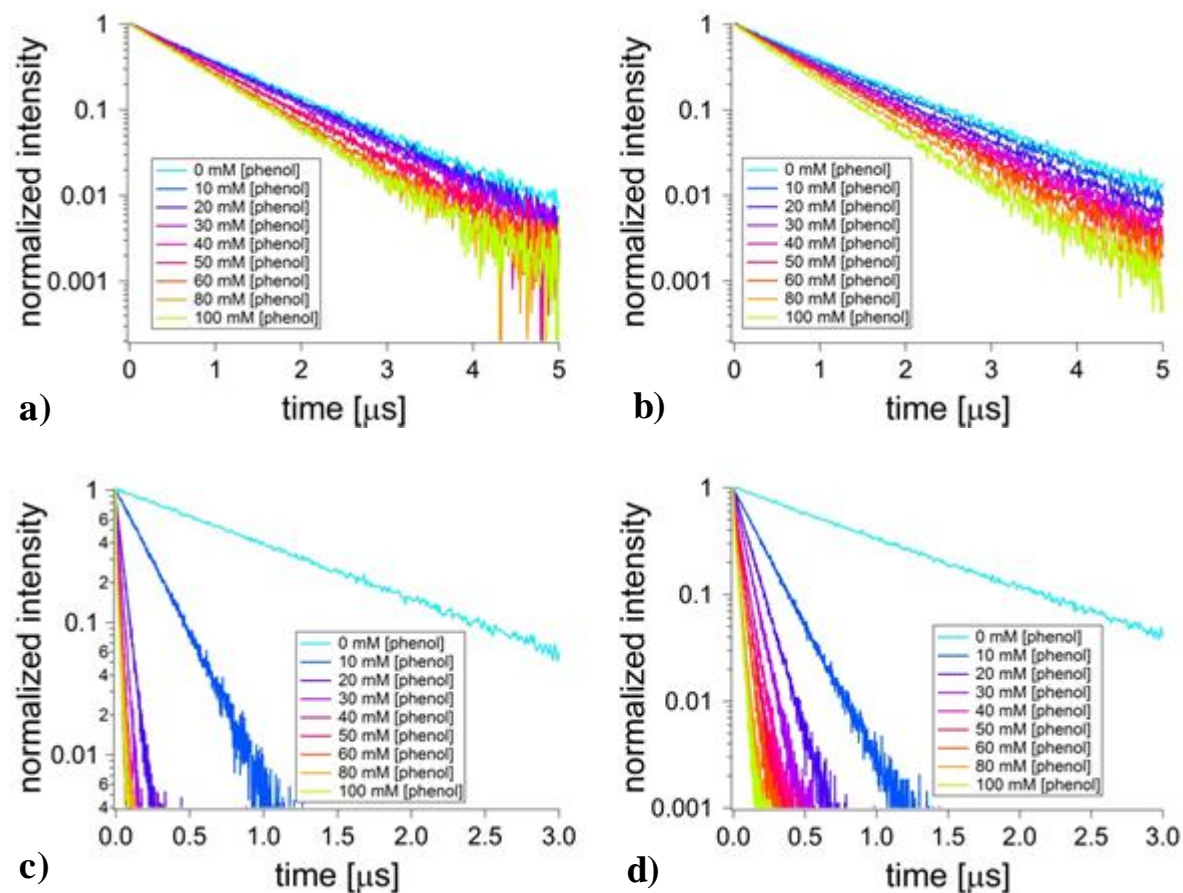 normalized intensity
1
0.1
0.01
0.001
0 mM [phenol]
10 mM [phenol]
20 mM [phenol]
30 mM [phenol]
40 mM [phenol]
50 mM [phenol]
60 mM [phenol]
80 mM [phenol]
100 mM [phenol]
0 1 2 3 4 5
time [μs]
a)
normalized intensity
1
0.1
0.01
0.001
0 mM [phenol]
10 mM [phenol]
20 mM [phenol]
30 mM [phenol]
40 mM [phenol]
50 mM [phenol]
60 mM [phenol]
80 mM [phenol]
100 mM [phenol]
0 1 2 3 4 5
time [μs]
b)
normalized intensity
1
6
4
2
0.1
6
4
2
0.01
6
4
0 mM [phenol]
10 mM [phenol]
20 mM [phenol]
30 mM [phenol]
40 mM [phenol]
50 mM [phenol]
60 mM [phenol]
80 mM [phenol]
100 mM [phenol]
0.0 0.5 1.0 1.5 2.0 2.5 3.0
time [μs]
c)
normalized intensity
1
0.1
0.01
0.001
0 mM [phenol]
10 mM [phenol]
20 mM [phenol]
30 mM [phenol]
40 mM [phenol]
50 mM [phenol]
60 mM [phenol]
80 mM [phenol]
100 mM [phenol]
0.0 0.5 1.0 1.5 2.0 2.5 3.0
time [μs]
d)